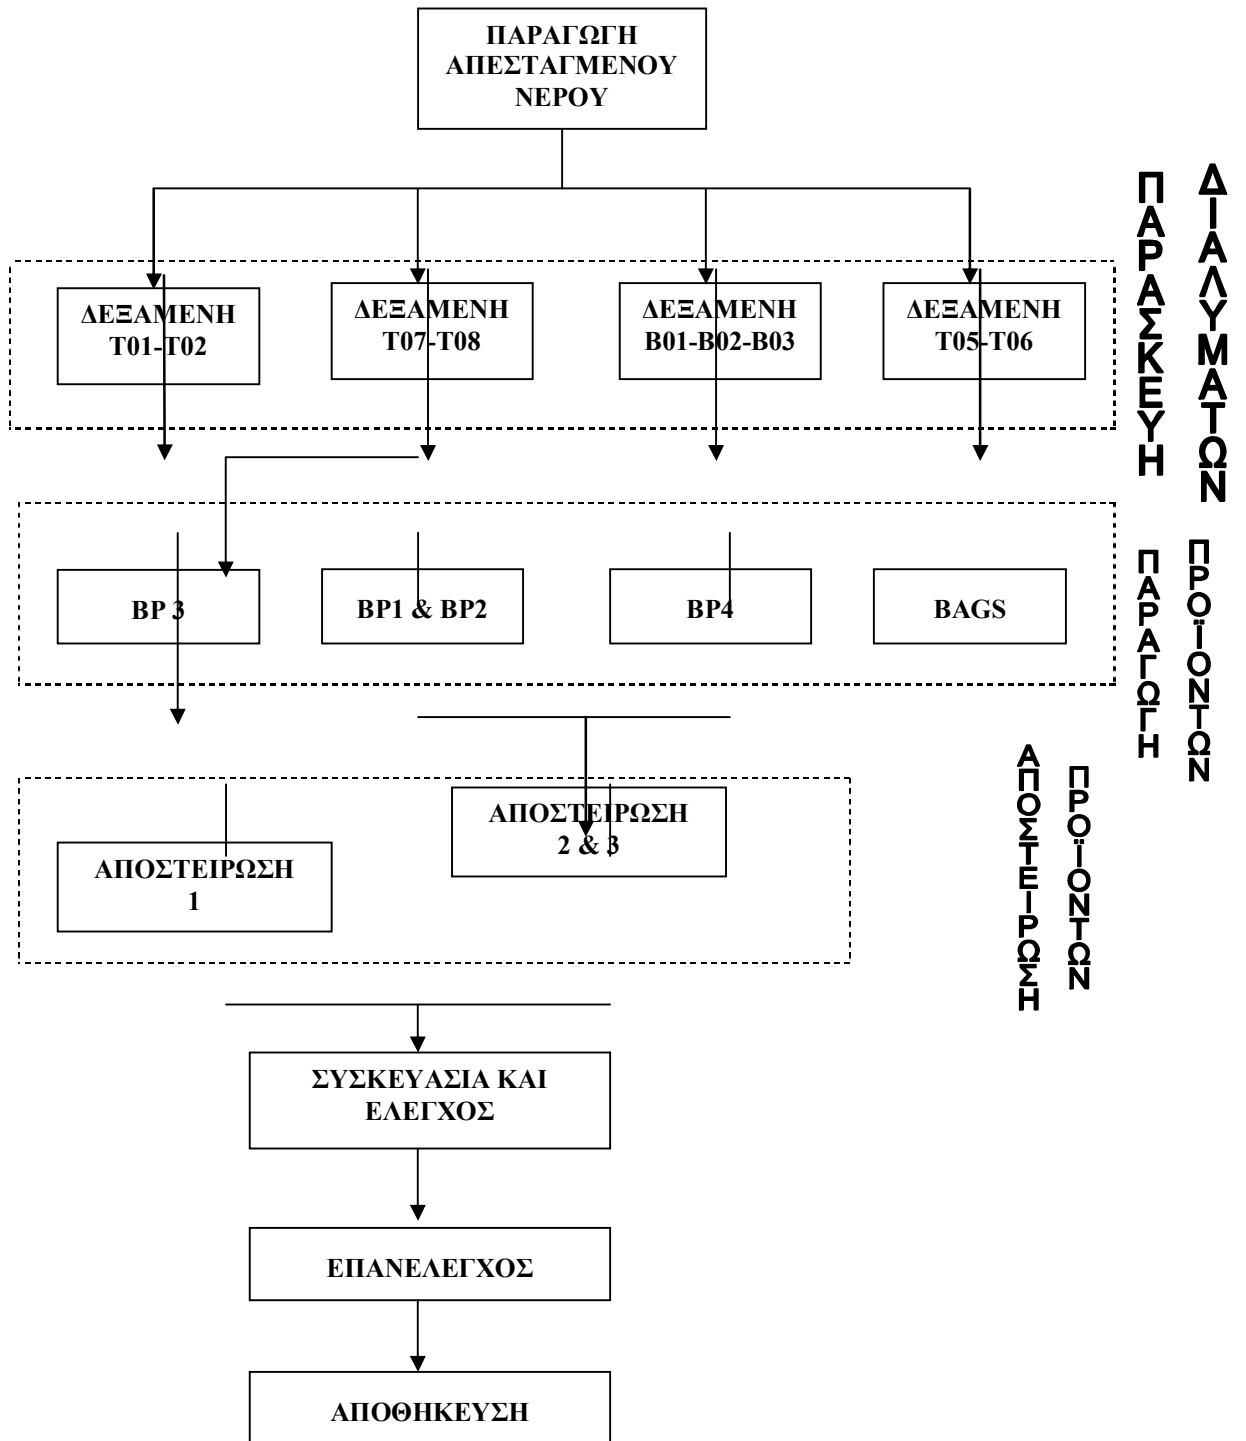 ΠΑΡΑΓΩΓΗ
ΑΠΕΣΤΑΓΜΕΝΟΥ
ΝΕΡΟΥ
ΔΕΞΑΜΕΝΗ
Τ01-Τ02
ΔΕΞΑΜΕΝΗ
Τ07-Τ08
ΔΕΞΑΜΕΝΗ
Β01-Β02-Β03
ΔΕΞΑΜΕΝΗ
Τ05-Τ06
ΠΑΡΑΣΚΕΥΗ
ΔΙΑΛΥΜΑΤΩΝ
BP 3
BP1 & BP2
BP4
BAGS
ΠΑΡΑΓΩΓΗ
ΠΡΟΪΟΝΤΩΝ
ΑΠΟΣΤΕΙΡΩΣΗ
1
ΑΠΟΣΤΕΙΡΩΣΗ
2 & 3
ΑΠΟΣΤΕΙΡΩΣΗ
ΠΡΟΪΟΝΤΩΝ
ΣΥΣΚΕΥΑΣΙΑ ΚΑΙ
ΕΛΕΓΧΟΣ
ΕΠΑΝΕΛΕΓΧΟΣ
ΑΠΟΘΗΚΕΥΣΗ